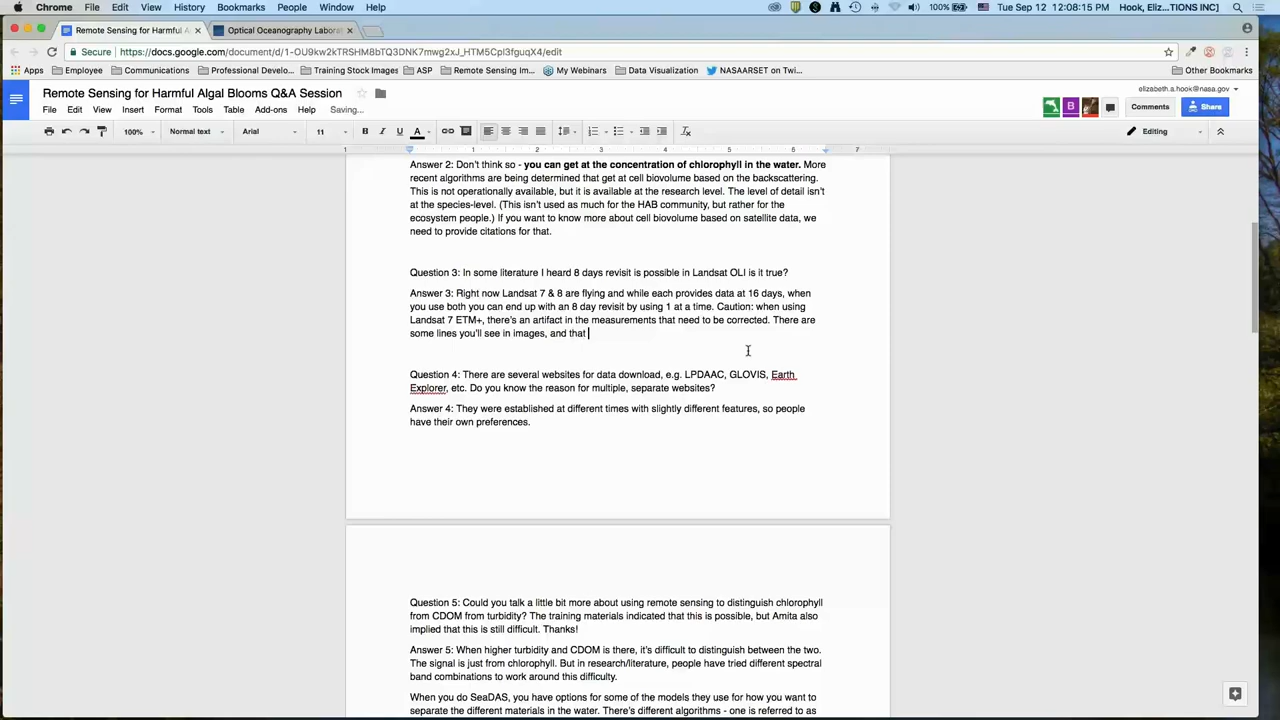 Chrome File Edit View History Bookmarks People Window Help 100% Tue Sep 12 12:08:15 PM Hook, Eliz...TIONS INC]
Remote Sensing for Harmful A Optical Oceanography Labora
Secure https://docs.google.com/document/d/1-OU9kw2kTRSHM8bTQ3DNK7mwg2xJ_HTM5Cpl3fguqX4/edit
Apps Employee Communications Professional Develo... Training Stock Images ASP Remote Sensing Im... My Webinars Data Visualization NASAARSET on Twi... Other Bookmarks
Remote Sensing for Harmful Algal Blooms Q&A Session
elizabeth.a.hook@nasa.gov
File Edit View Insert Format Tools Table Add-ons Help Saving...
B Comments Share
100% Normal text Arial 11 B I U A Editing
1 1 2 3 4 5 6 7
Answer 2: Don't think so - you can get at the concentration of chlorophyll in the water. More
recent algorithms are being determined that get at cell biovolume based on the backscattering.
This is not operationally available, but it is available at the research level. The level of detail isn't
at the species-level. (This isn't used as much for the HAB community, but rather for the
ecosystem people.) If you want to know more about cell biovolume based on satellite data, we
need to provide citations for that.
Question 3: In some literature I heard 8 days revisit is possible in Landsat OLI is it true?
Answer 3: Right now Landsat 7 & 8 are flying and while each provides data at 16 days, when
you use both you can end up with an 8 day revisit by using 1 at a time. Caution: when using
Landsat 7 ETM+, there's an artifact in the measurements that need to be corrected. There are
some lines you'll see in images, and that
Question 4: There are several websites for data download, e.g. LPDAAC, GLOVIS, Earth
Explorer, etc. Do you know the reason for multiple, separate websites?
Answer 4: They were established at different times with slightly different features, so people
have their own preferences.
Question 5: Could you talk a little bit more about using remote sensing to distinguish chlorophyll
from CDOM from turbidity? The training materials indicated that this is possible, but Amita also
implied that this is still difficult. Thanks!
Answer 5: When higher turbidity and CDOM is there, it's difficult to distinguish between the two.
The signal is just from chlorophyll. But in research/literature, people have tried different spectral
band combinations to work around this difficulty.
When you do SeaDAS, you have options for some of the models they use for how you want to
separate the different materials in the water. There's different algorithms - one is referred to as